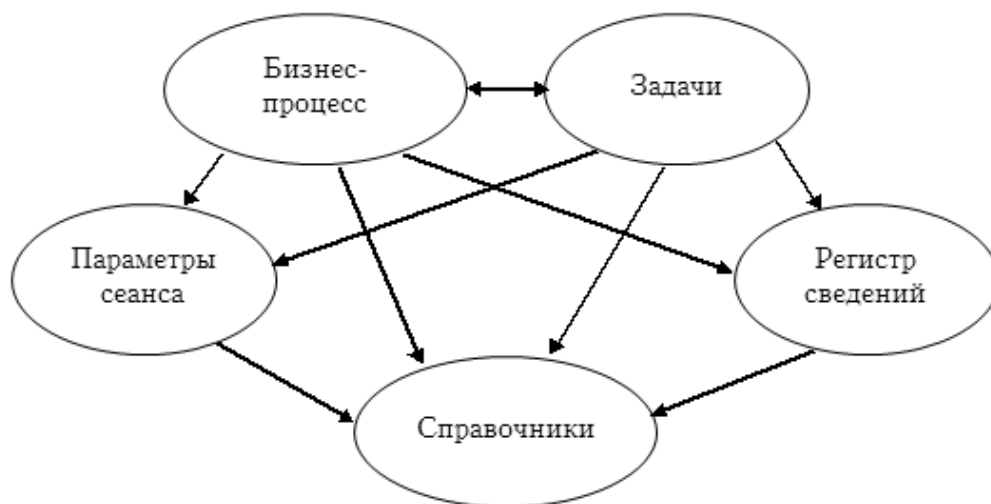 Бизнес-
процесс
Задачи
Параметры
сеанса
Регистр
сведений
Справочники